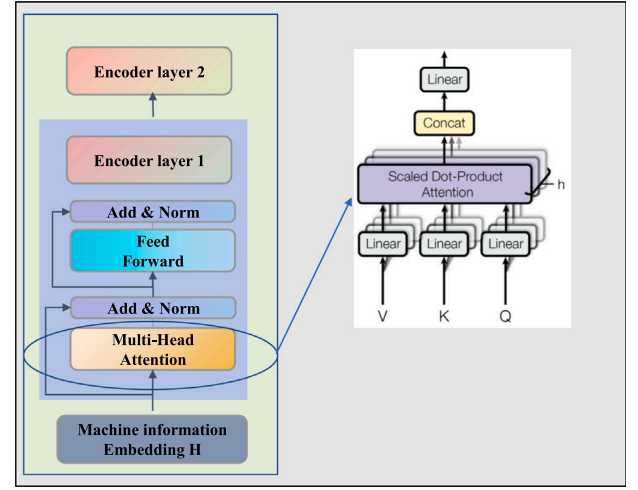 Encoder layer 2
Encoder layer 1
Add & Norm
Feed
Forward
Add & Norm
Multi-Head
Attention
Machine information
Embedding H
Linear
Concat
Scaled Dot-Product
Attention
h
Linear
Linear
Linear
V
K
Q